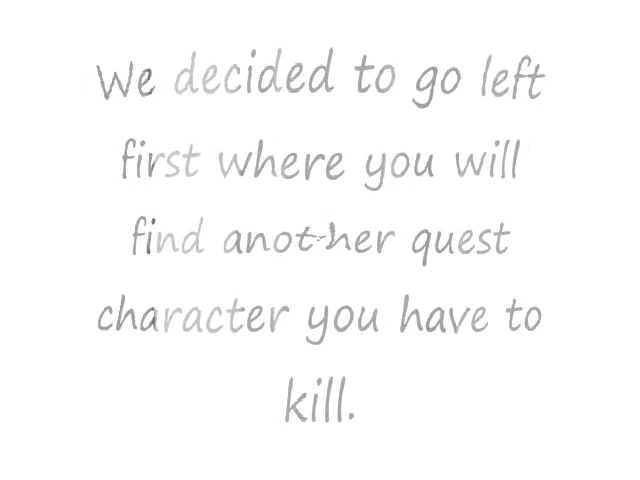 We decided to go left
first where you will
find another quest
character you have to
kill.